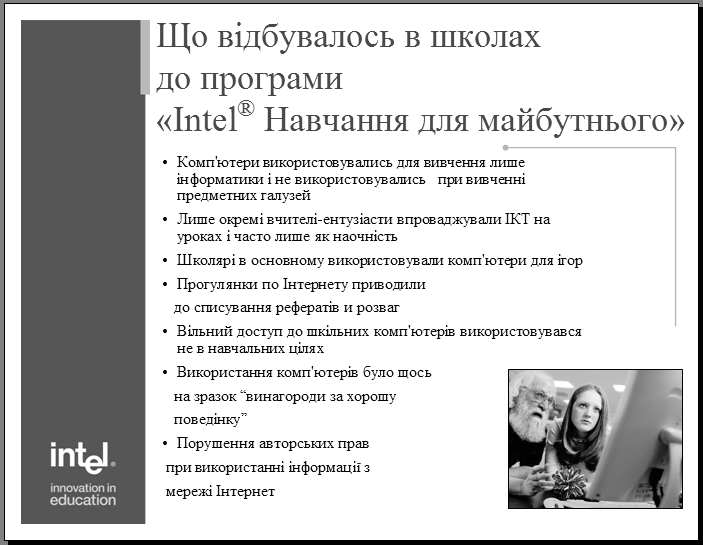 Що відбувалось в школах
до програми
«Intel® Навчання для майбутнього»
• Комп'ютери використовувались для вивчення лише
інформатики і не використовувались при вивченні
предметних галузей
• Лише окремі вчителі-ентузіасти впроваджували ІКТ на
уроках і часто лише як наочність
• Школярі в основному використовували комп'ютери для ігор
• Прогулянки по Інтернету приводили
до списування рефератів и розваг
• Вільний доступ до шкільних комп'ютерів використовувався
не в навчальних цілях
• Використання комп'ютерів було щось
на зразок “винагороди за хорошу
поведінку”
• Порушення авторських прав
при використанні інформації з
мережі Інтернет
intel®
innovation in
education